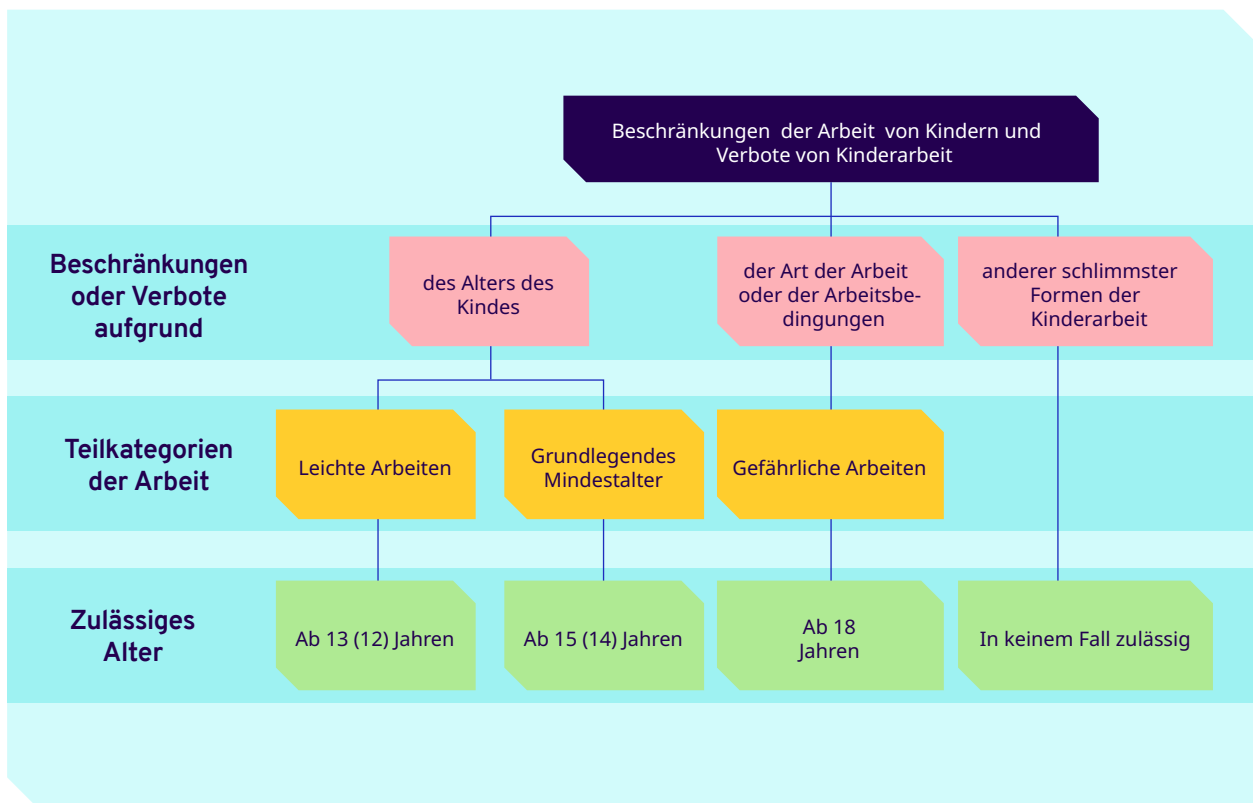 Beschränkungen der Arbeit von Kindern und
Verbote von Kinderarbeit
Beschränkungen
oder Verbote
aufgrund
des Alters des
Kindes
der Art der Arbeit
oder der Arbeitsbe-
dingungen
anderer schlimmster
Formen der
Kinderarbeit
Teilkategorien
der Arbeit
Leichte Arbeiten
Grundlegendes
Mindestalter
Gefährliche Arbeiten
Zulässiges
Alter
Ab 13 (12) Jahren
Ab 15 (14) Jahren
Ab 18
Jahren
In keinem Fall zulässig